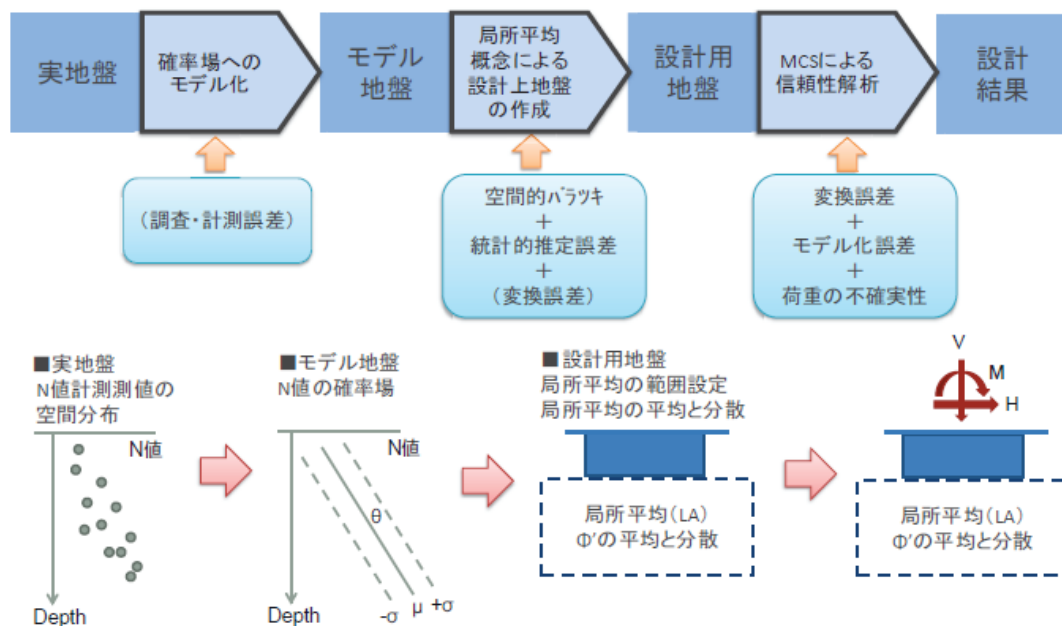 実地盤
確率場への
モデル化
モデル
地盤
局所平均
概念による
設計上地盤
の作成
設計用
地盤
MCSによる
信頼性解析
設計
結果
(調査・計測誤差)
空間的バラツキ
+
統計的推定誤差
+
(変換誤差)
変換誤差
+
モデル化誤差
+
荷重の不確実性
■実地盤
N値計測測値の
空間分布
N値
Depth
■モデル地盤
N値の確率場
N値
θ
Depth
-σ
μ
+σ
■設計用地盤
局所平均の範囲設定
局所平均の平均と分散
局所平均(LA)
Φ'の平均と分散
V
M
H
局所平均(LA)
Φ'の平均と分散